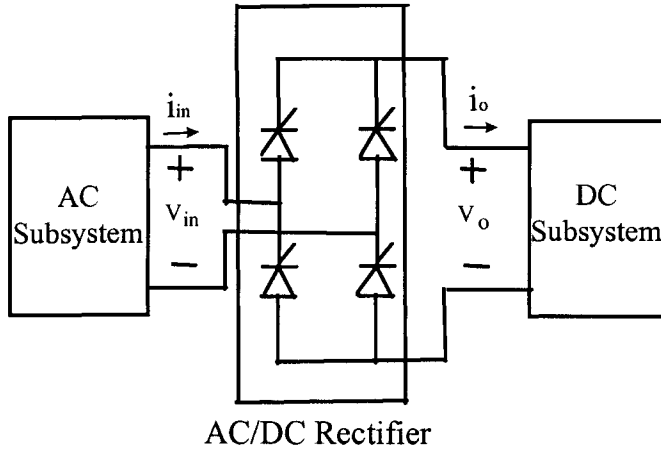 i_in
i_o
+
+
AC
Subsystem
v_in
v_o
DC
Subsystem
−
−
AC/DC Rectifier